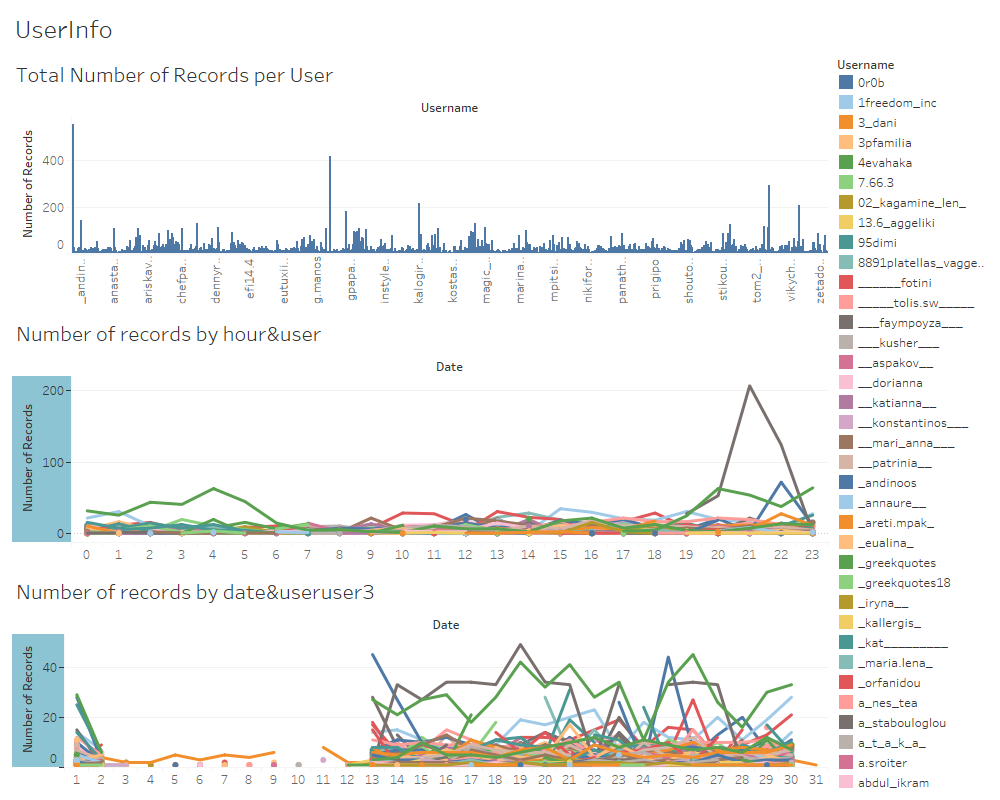 UserInfo
Total Number of Records per User
Username
Number of Records
400
200
0
_andin..
anasta..
ariskav..
chefpa..
dennyr..
efi14.4
eutuxii..
g.manos
gpapa..
instyle..
kalogir..
kostas..
magic_..
marina..
mpitsi..
nikifor..
panath..
prigipo
shouto..
stikou..
tom2_..
vikych..
zetado..
Number of records by hour&user
Date
Number of Records
200
100
0
0 1 2 3 4 5 6 7 8 9 10 11 12 13 14 15 16 17 18 19 20 21 22 23
Number of records by date&useruser3
Date
Number of Records
40
20
0
1 2 3 4 5 6 7 8 9 10 11 12 13 14 15 16 17 18 19 20 21 22 23 24 25 26 27 28 29 30 31
Username
0r0b
1freedom_inc
3_dani
3pfamilia
4evahaka
7.66.3
02_kagamine_len_
13.6_aggeliki
95dimi
8891platellas_vagge..
______fotini
_____tolis.sw_____
___faympoyza___
___kusher___
__aspakov__
__dorianna
__katianna__
__konstantinos___
__mari_anna___
__patrinia__
_andinoos
_annaure__
_areti.mpak_
_eualina_
_greekquotes
_greekquotes18
_iryna__
_kallergis_
_kat_________
_maria.lena_
_orfanidou
a_nes_tea
a_stabouloglou
a_t_a_k_a_
a.sroiter
abdul_ikram